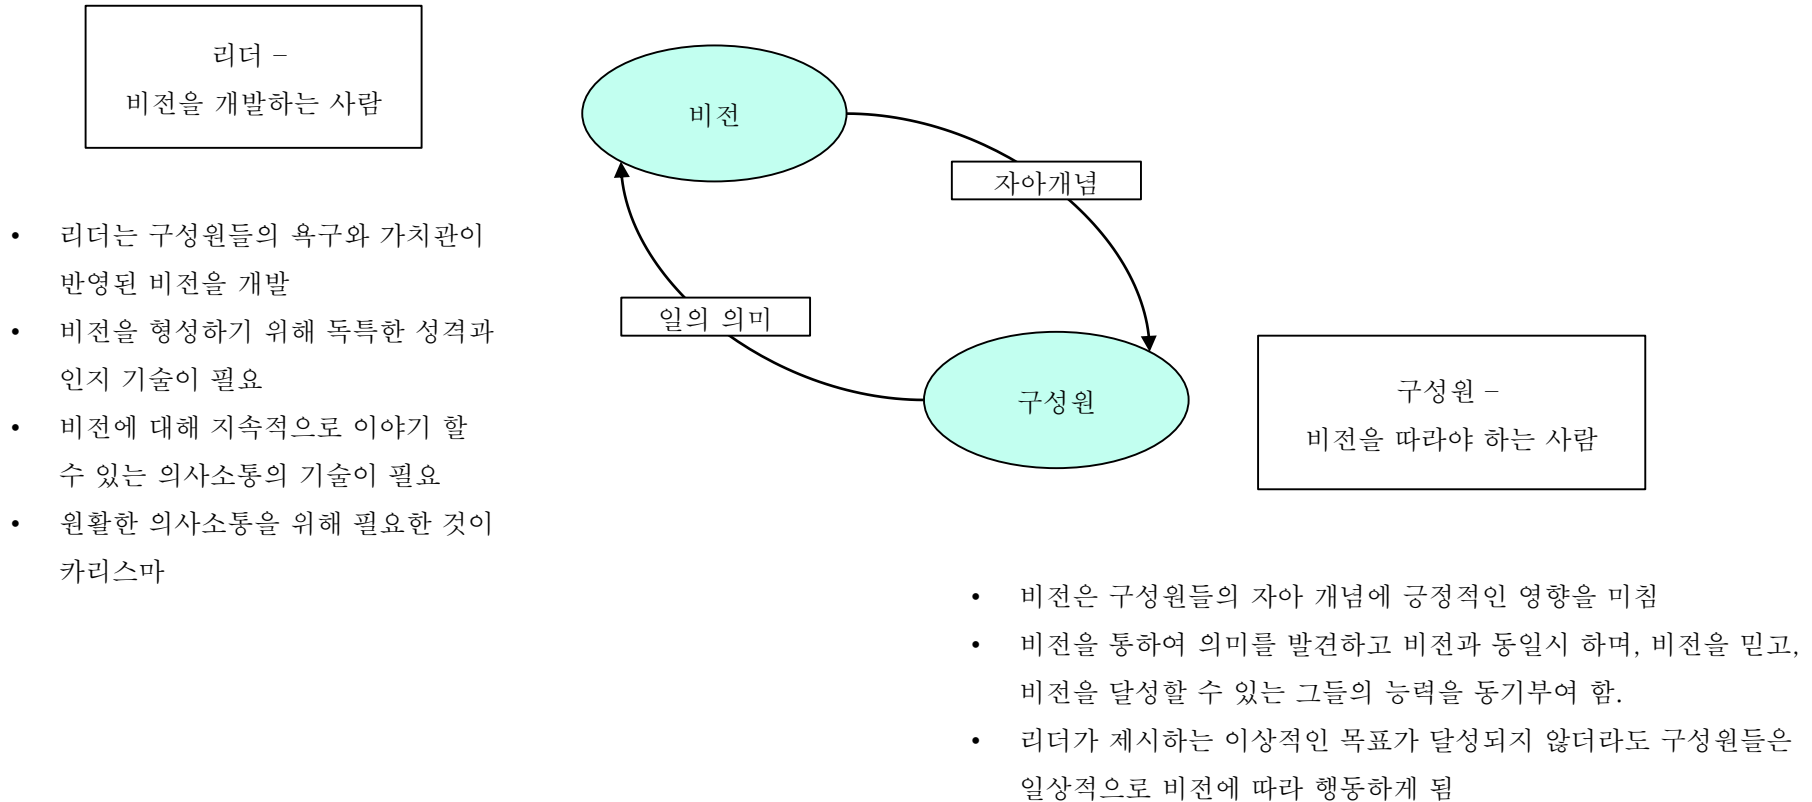 리더 –
비전을 개발하는 사람
• 리더는 구성원들의 욕구와 가치관이
반영된 비전을 개발
• 비전을 형성하기 위해 독특한 성격과
인지 기술이 필요
• 비전에 대해 지속적으로 이야기 할
수 있는 의사소통의 기술이 필요
• 원활한 의사소통을 위해 필요한 것이
카리스마
비전
자아개념
일의 의미
구성원
구성원 –
비전을 따라야 하는 사람
• 비전은 구성원들의 자아 개념에 긍정적인 영향을 미침
• 비전을 통하여 의미를 발견하고 비전과 동일시 하며, 비전을 믿고,
비전을 달성할 수 있는 그들의 능력을 동기부여 함.
• 리더가 제시하는 이상적인 목표가 달성되지 않더라도 구성원들은
일상적으로 비전에 따라 행동하게 됨